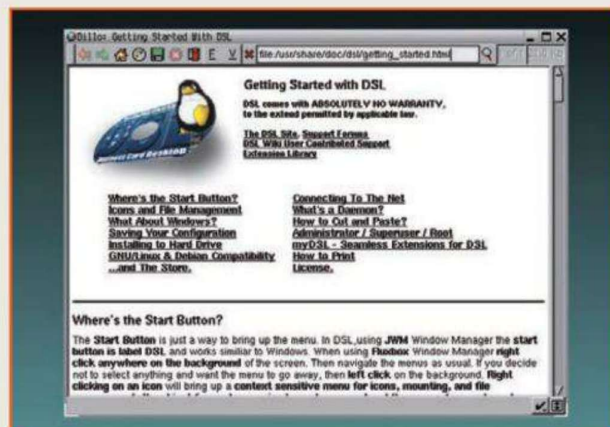 Dillo: Getting Started With DSL
E V
file:/usr/share/doc/dsl/getting_started.html
Getting Started with DSL
DSL comes with ABSOLUTELY NO WARRANTY,
to the extend permitted by applicable law.
The DSL Site, Support Forums
DSL Wiki User Contributed Support
Extension Library
Where's the Start Button?
Icons and File Management
What About Windows?
Saving Your Configuration
Installing to Hard Drive
GNU/Linux & Debian Compatibility
...and The Store.
Connecting To The Net
What's a Daemon?
How to Cut and Paste?
Administrator / Superuser / Root
myDSL - Seamless Extensions for DSL
How to Print
License.
Where's the Start Button?
The Start Button is just a way to bring up the menu. In DSL,using JWM Window Manager the start
button is label DSL and works similiar to Windows. When using Fluxbox Window Manager right
click anywhere on the background of the screen. Then navigate the menus as usual. If you decide
not to select anything and want the menu to go away, then left click on the background. Right
clicking on an icon will bring up a context sensitive menu for icons, mounting, and file